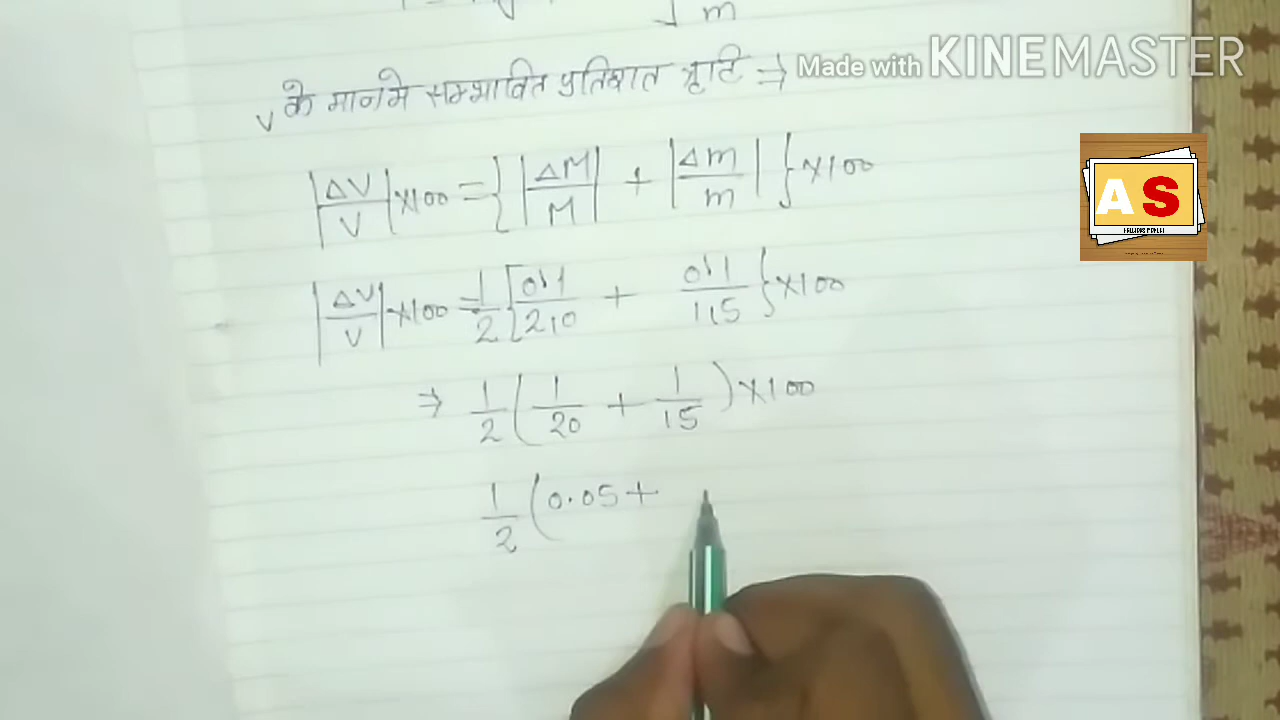 m
Made with KINEMASTER
v के मान मे सम्भावित प्रतिशत त्रुटि ⇒
|ΔV/V|×100 = { |ΔM/M| + |Δm/m| }×100
AS
|ΔV/V|×100 = 1/2 [0.1/2.0 + 0.1/1.5 }×100
⇒ 1/2 ( 1/20 + 1/15 ) ×100
1/2 ( 0.05 +